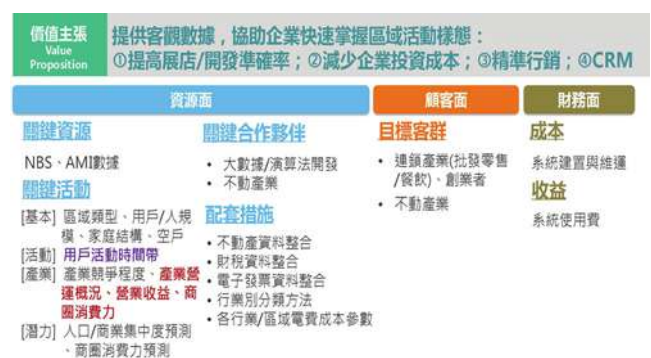 價值主張
Value
Proposition
提供客觀數據，協助企業快速掌握區域活動樣態：
①提高展店/開發準確率；②減少企業投資成本；③精準行銷；④CRM
資源面
關鍵資源
NBS、AMI數據
關鍵活動
[基本] 區域類型、用戶/人規
模、家庭結構、空戶
[活動] 用戶活動時間帶
[產業] 產業競爭程度、產業營
運概況、營業收益、商
圈消費力
[潛力] 人口/商業集中度預測
、商圈消費力預測
關鍵合作夥伴
• 大數據/演算法開發
• 不動產業
配套措施
• 不動產資料整合
• 財稅資料整合
• 電子發票資料整合
• 行業別分類方法
• 各行業/區域電費成本參數
顧客面
目標客群
• 連鎖產業(批發零售
/餐飲)、創業者
• 不動產業
財務面
成本
系統建置與維運
收益
系統使用費